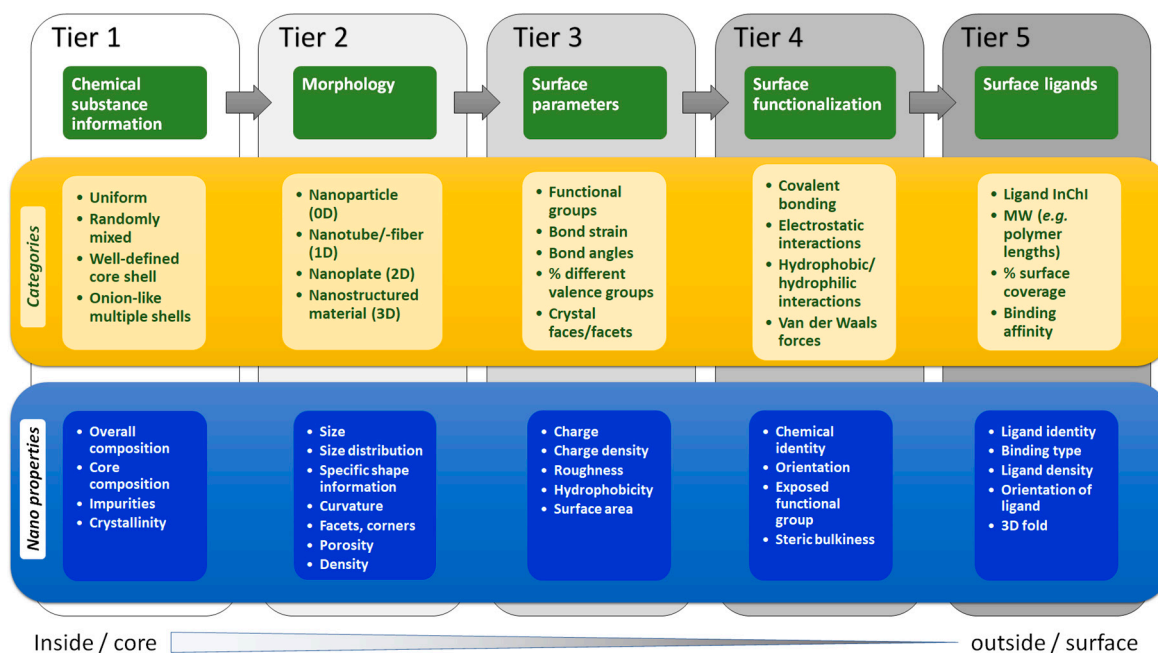 Tier 1
Tier 2
Tier 3
Tier 4
Tier 5
Chemical
substance
information
Morphology
Surface
parameters
Surface
functionalization
Surface ligands
Categories
• Uniform
• Randomly
mixed
• Well-defined
core shell
• Onion-like
multiple shells
• Nanoparticle
(0D)
• Nanotube/-fiber
(1D)
• Nanoplate (2D)
• Nanostructured
material (3D)
• Functional
groups
• Bond strain
• Bond angles
• % different
valence groups
• Crystal
faces/facets
• Covalent
bonding
• Electrostatic
interactions
• Hydrophobic/
hydrophilic
interactions
• Van der Waals
forces
• Ligand InChI
• MW (e.g.
polymer
lengths)
• % surface
coverage
• Binding
affinity
Nano properties
• Overall
composition
• Core
composition
• Impurities
• Crystallinity
• Size
• Size distribution
• Specific shape
information
• Curvature
• Facets, corners
• Porosity
• Density
• Charge
• Charge density
• Roughness
• Hydrophobicity
• Surface area
• Chemical
identity
• Orientation
• Exposed
functional
group
• Steric bulkiness
• Ligand identity
• Binding type
• Ligand density
• Orientation of
ligand
• 3D fold
Inside / core
outside / surface